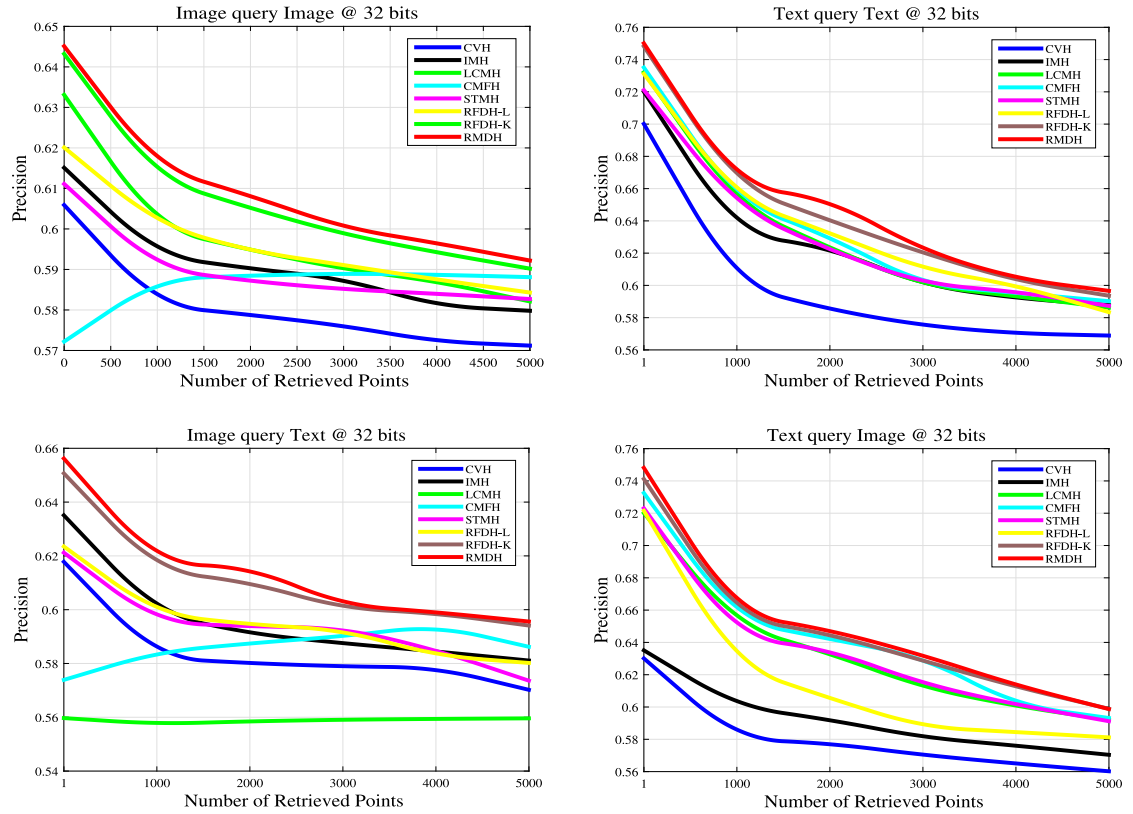 Image query Image @ 32 bits
0.65
0.64
0.63
0.62
0.61
0.6
0.59
0.58
0.57
Precision
CVH
IMH
LCMH
CMFH
STMH
RFDH-L
RFDH-K
RMDH
0 500 1000 1500 2000 2500 3000 3500 4000 4500 5000
Number of Retrieved Points
Text query Text @ 32 bits
0.76
0.74
0.72
0.7
0.68
0.66
0.64
0.62
0.6
0.58
0.56
Precision
CVH
IMH
LCMH
CMFH
STMH
RFDH-L
RFDH-K
RMDH
1 1000 2000 3000 4000 5000
Number of Retrieved Points
Image query Text @ 32 bits
0.66
0.64
0.62
0.6
0.58
0.56
0.54
Precision
CVH
IMH
LCMH
CMFH
STMH
RFDH-L
RFDH-K
RMDH
1 1000 2000 3000 4000 5000
Number of Retrieved Points
Text query Image @ 32 bits
0.76
0.74
0.72
0.7
0.68
0.66
0.64
0.62
0.6
0.58
0.56
Precision
CVH
IMH
LCMH
CMFH
STMH
RFDH-L
RFDH-K
RMDH
1 1000 2000 3000 4000 5000
Number of Retrieved Points